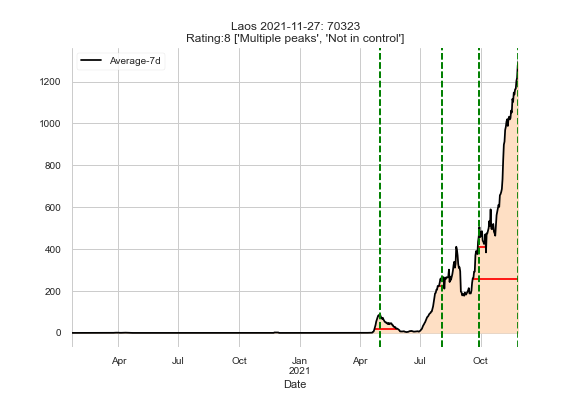 Laos 2021-11-27: 70323
Rating:8 ['Multiple peaks', 'Not in control']
Average-7d
1200
1000
800
600
400
200
0
Apr Jul Oct Jan Apr Jul Oct
2021
Date